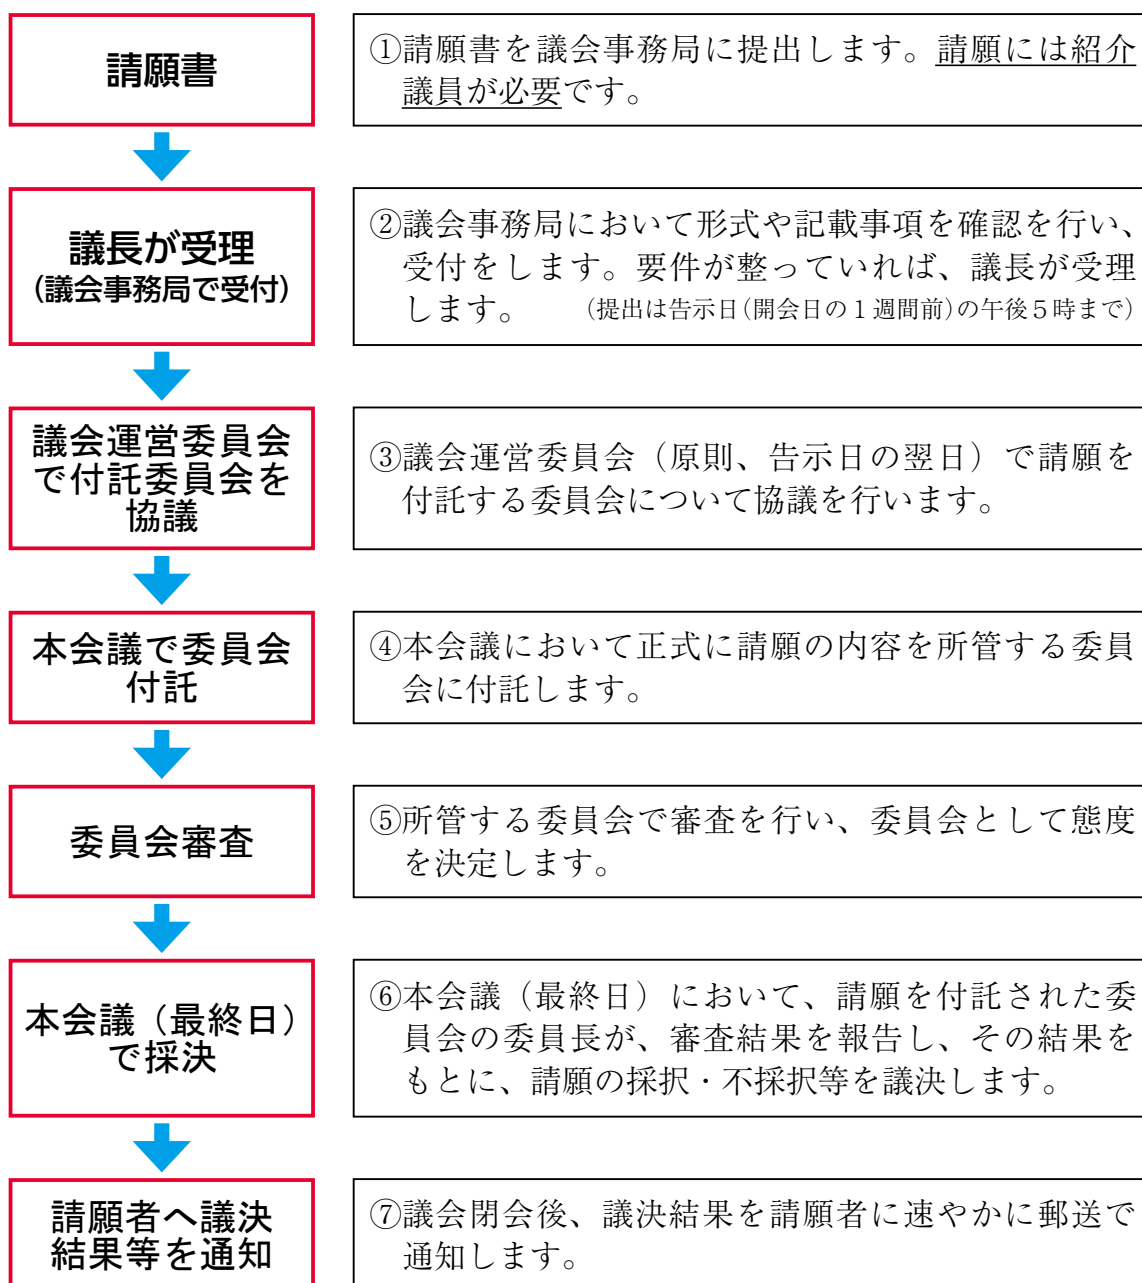 請願書
①請願書を議会事務局に提出します。請願には紹介
議員が必要です。
議長が受理
(議会事務局で受付)
②議会事務局において形式や記載事項を確認を行い、
受付をします。要件が整っていれば、議長が受理
します。　(提出は告示日(開会日の１週間前)の午後５時まで)
議会運営委員会
で付託委員会を
協議
③議会運営委員会（原則、告示日の翌日）で請願を
付託する委員会について協議を行います。
本会議で委員会
付託
④本会議において正式に請願の内容を所管する委員
会に付託します。
委員会審査
⑤所管する委員会で審査を行い、委員会として態度
を決定します。
本会議（最終日）
で採決
⑥本会議（最終日）において、請願を付託された委
員会の委員長が、審査結果を報告し、その結果を
もとに、請願の採択・不採択等を議決します。
請願者へ議決
結果等を通知
⑦議会閉会後、議決結果を請願者に速やかに郵送で
通知します。